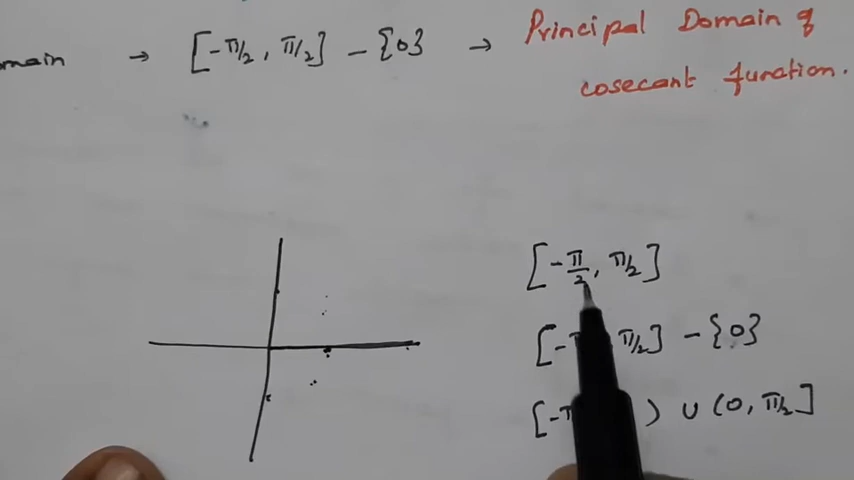 main → [-π/2, π/2] - {0} → Principal Domain of
cosecant function.
[-π/2, π/2]
[-π/2] - {0}
[-π ) ∪ (0, π/2]